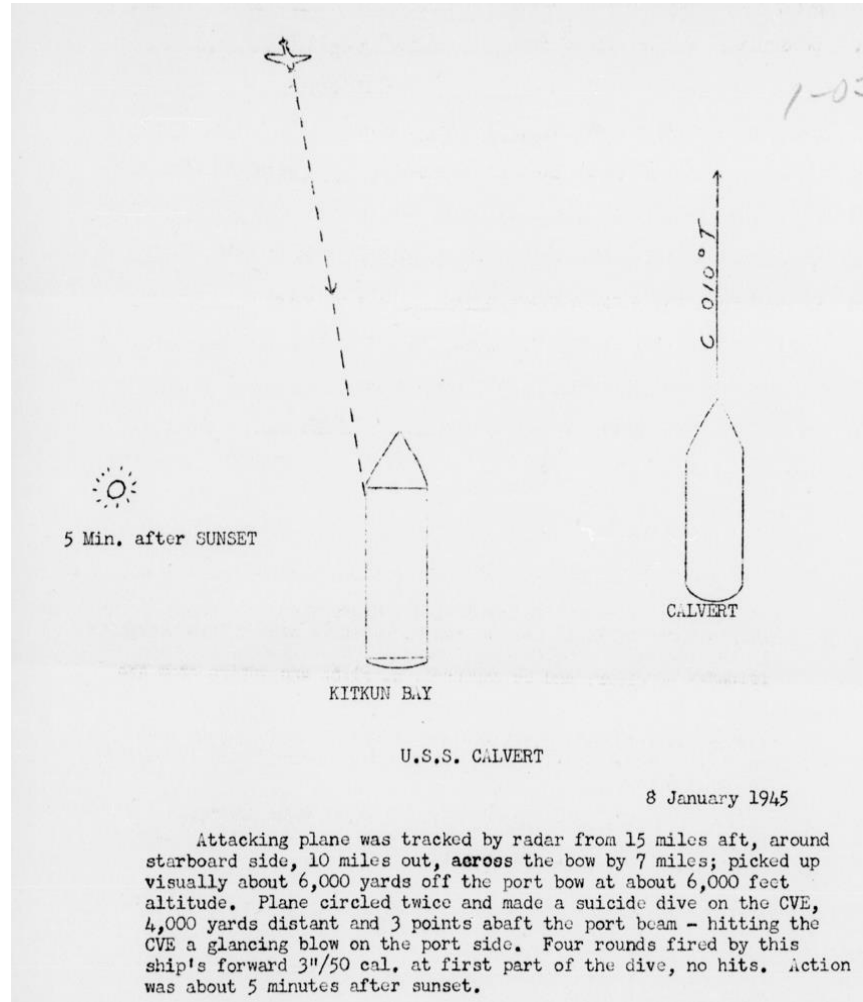 1-03
C 010°T
5 Min. after SUNSET
CALVERT
KITKUN BAY
U.S.S. CALVERT
8 January 1945
Attacking plane was tracked by radar from 15 miles aft, around
starboard side, 10 miles out, across the bow by 7 miles; picked up
visually about 6,000 yards off the port bow at about 6,000 feet
altitude. Plane circled twice and made a suicide dive on the CVE,
4,000 yards distant and 3 points abaft the port beam - hitting the
CVE a glancing blow on the port side. Four rounds fired by this
ship's forward 3"/50 cal. at first part of the dive, no hits. Action
was about 5 minutes after sunset.